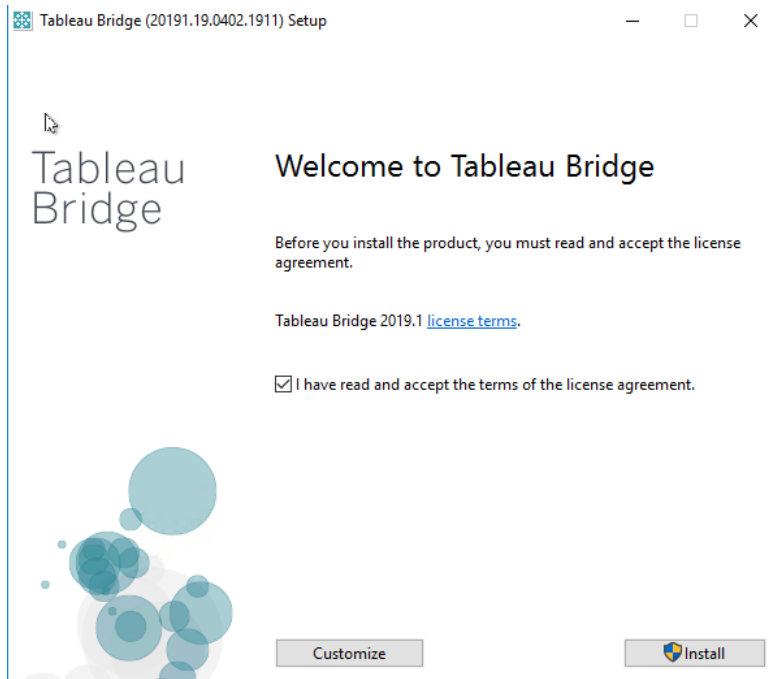 Tableau Bridge (20191.19.0402.1911) Setup
Tableau
Bridge
Welcome to Tableau Bridge
Before you install the product, you must read and accept the license
agreement.
Tableau Bridge 2019.1 license terms.
I have read and accept the terms of the license agreement.
Customize
Install